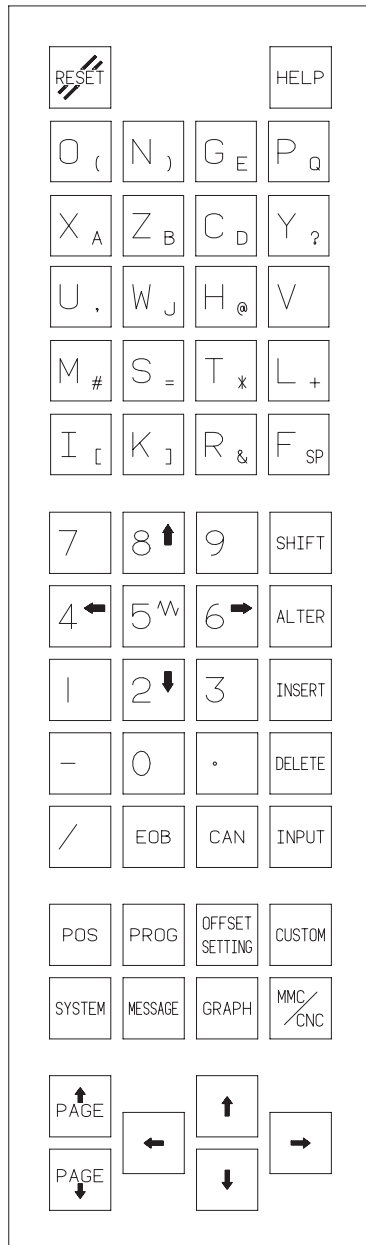 RESET HELP
O ( N ) G E P Q
X A Z B C D Y ?
U , W J H @ V
M # S = T * L +
I [ K ] R & F SP
7 8 9 SHIFT
4 5 6 ALTER
1 2 3 INSERT
- 0 . DELETE
/ EOB CAN INPUT
POS PROG OFFSET SETTING CUSTOM
SYSTEM MESSAGE GRAPH MMC/CNC
PAGE
PAGE